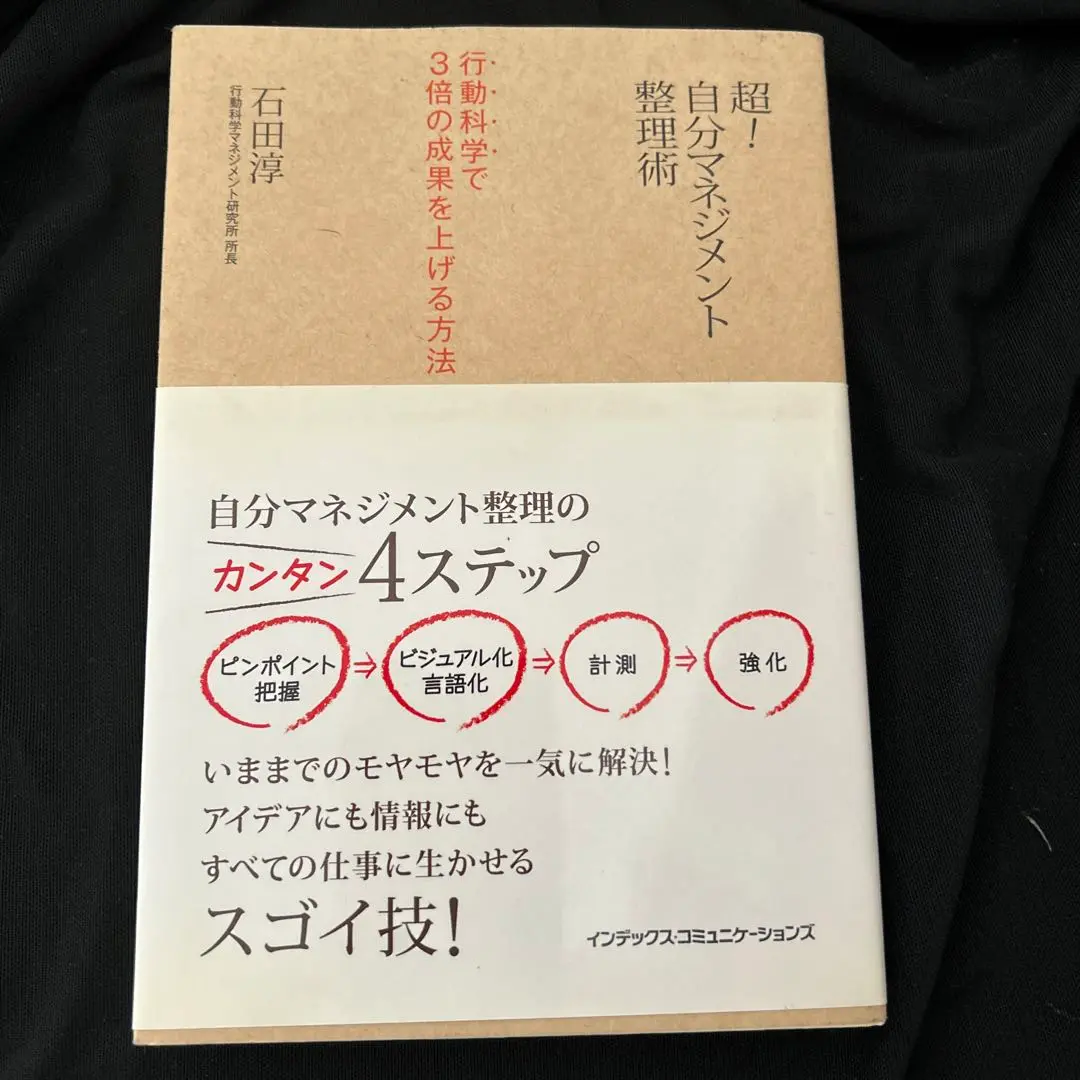 超!
自分マネジメント
整理術
行動科学で
3倍の成果を上げる方法
石田淳
行動科学マネジメント研究所 所長
自分マネジメント整理の
カンタン4ステップ
ピンポイント
把握
⇒
ビジュアル化
言語化
⇒
計測
⇒
強化
いままでのモヤモヤを一気に解決!
アイデアにも情報にも
すべての仕事に生かせる
スゴイ技!
インデックス・コミュニケーションズ